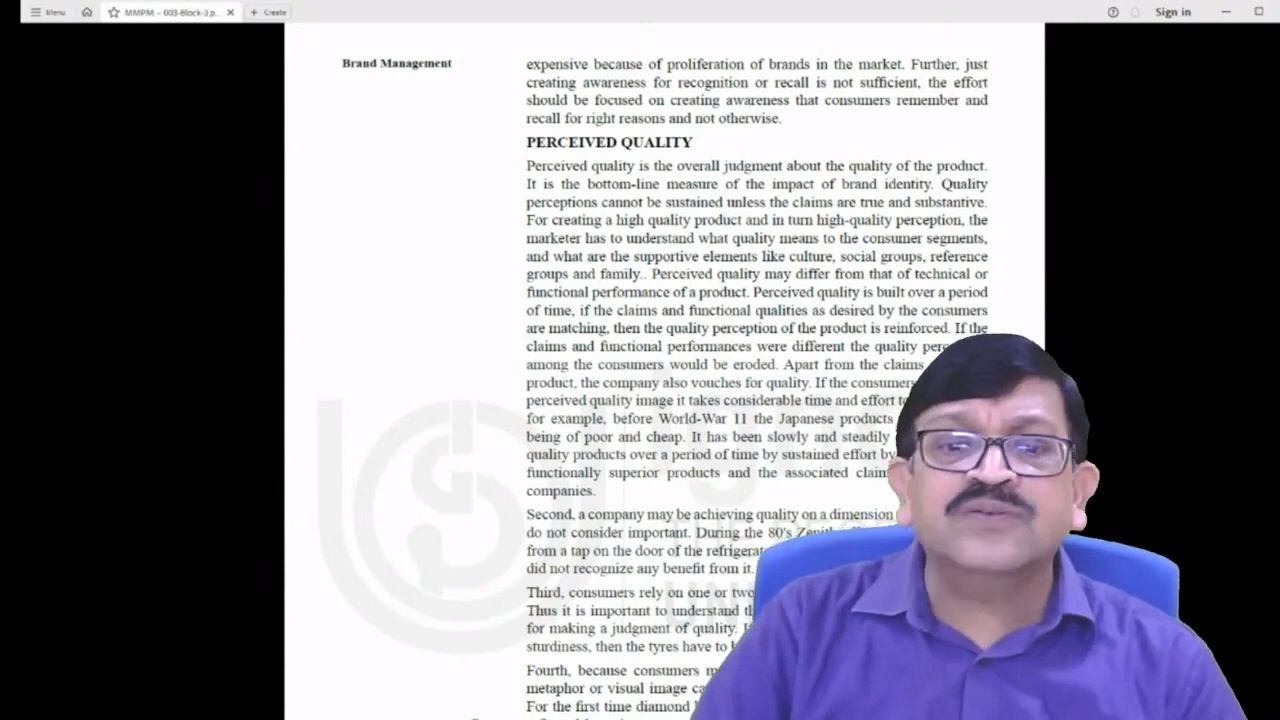 Menu
MMPM - 003-Block-3.p...
Create
Sign in
Brand Management
expensive because of proliferation of brands in the market. Further, just
creating awareness for recognition or recall is not sufficient, the effort
should be focused on creating awareness that consumers remember and
recall for right reasons and not otherwise.
PERCEIVED QUALITY
Perceived quality is the overall judgment about the quality of the product.
It is the bottom-line measure of the impact of brand identity. Quality
perceptions cannot be sustained unless the claims are true and substantive.
For creating a high quality product and in turn high-quality perception, the
marketer has to understand what quality means to the consumer segments,
and what are the supportive elements like culture, social groups, reference
groups and family.. Perceived quality may differ from that of technical or
functional performance of a product. Perceived quality is built over a period
of time, if the claims and functional qualities as desired by the consumers
are matching, then the quality perception of the product is reinforced. If the
claims and functional performances were different the quality
among the consumers would be eroded. Apart from the claims
product, the company also vouches for quality. If the consumers
perceived quality image it takes considerable time and effort
for example, before World-War 11 the Japanese products
being of poor and cheap. It has been slowly and steadily
quality products over a period of time by sustained effort by
functionally superior products and the associated
companies.
Second, a company may be achieving quality on a dimension
do not consider important. During the 80's
from a tap on the door of the
did not recognize any benefit from it.
Third, consumers rely on one or two
Thus it is important to understand
for making a judgment of quality.
sturdiness, then the tyres have to
Fourth, because consumers
metaphor or visual image
For the first time diamond